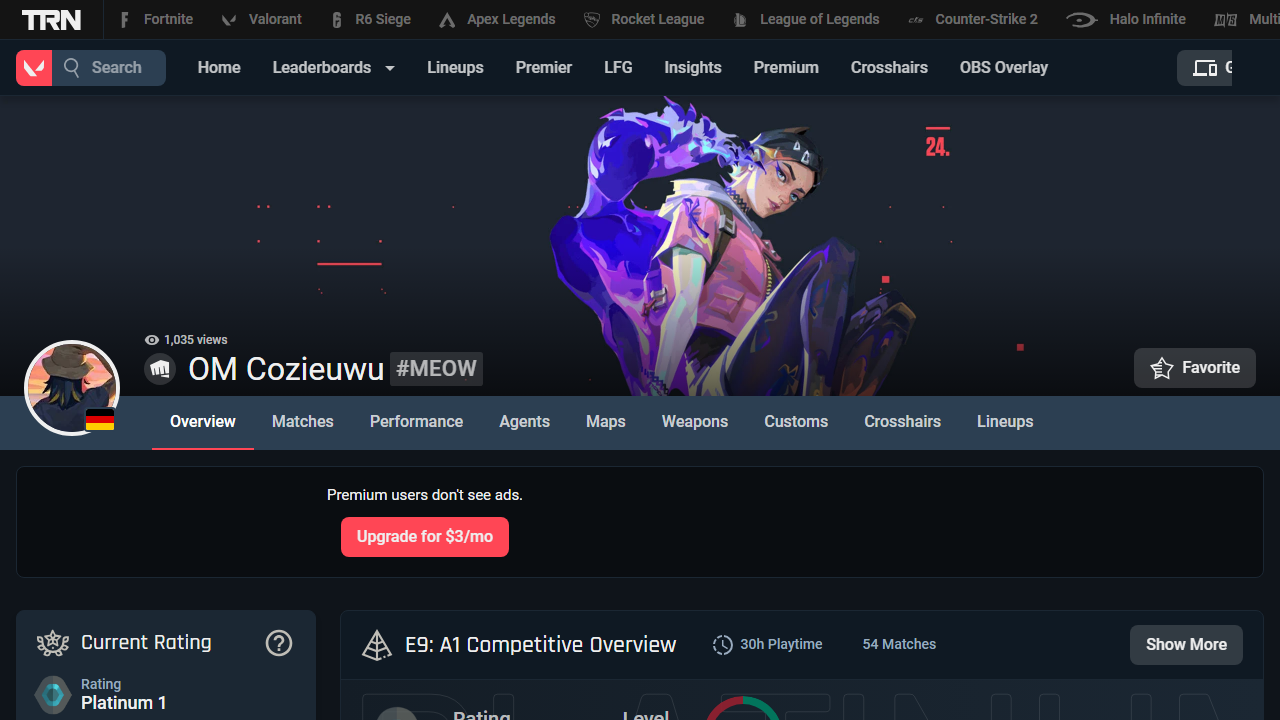 TRN Fortnite Valorant R6 Siege Apex Legends Rocket League League of Legends Counter-Strike 2 Halo Infinite
Search Home Leaderboards Lineups Premier LFG Insights Premium Crosshairs OBS Overlay
24.
1,035 views
OM Cozieuwu #MEOW
Favorite
Overview Matches Performance Agents Maps Weapons Customs Crosshairs Lineups
Premium users don't see ads.
Upgrade for $3/mo
Current Rating
E9: A1 Competitive Overview 30h Playtime 54 Matches Show More
Rating
Platinum 1
Rating Level